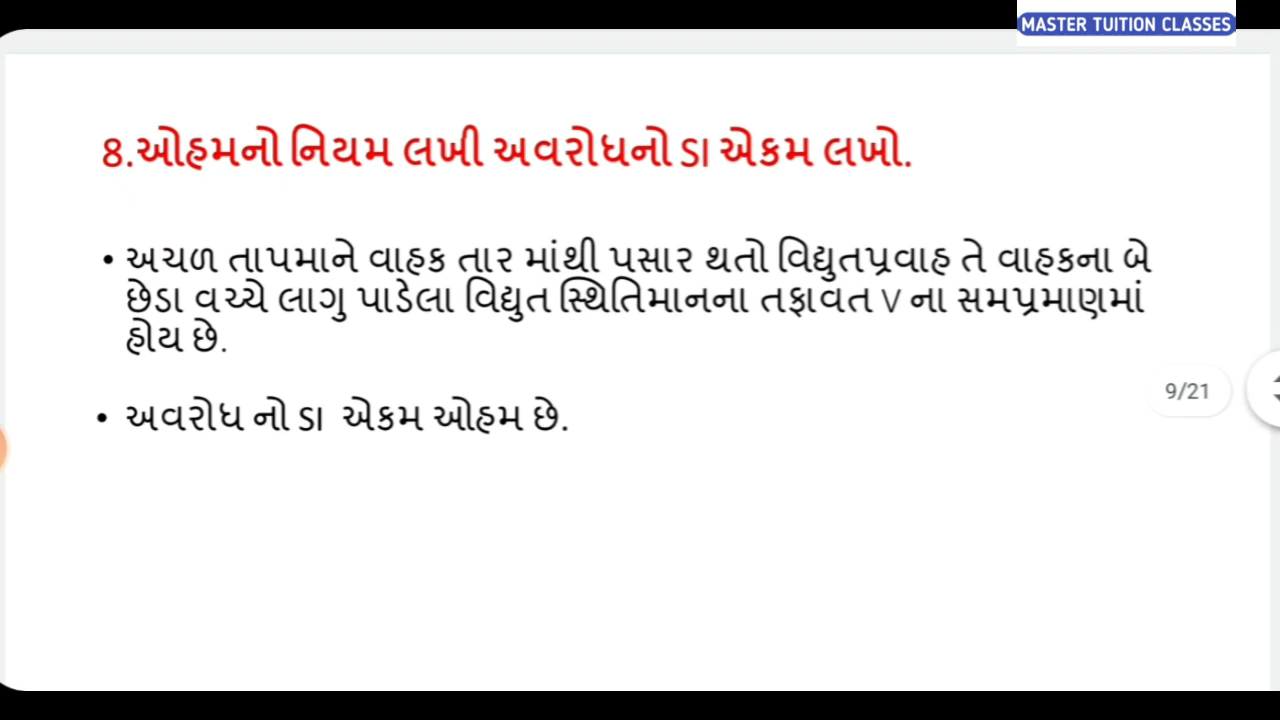 MASTER TUITION CLASSES
8.ઓહમનો નિયમ લખી અવરોધનો SI એકમ લખો.
• અચળ તાપમાને વાહક તાર માંથી પસાર થતો વિદ્યુતપ્રવાહ તે વાહકના બે
છેડા વચ્ચે લાગુ પાડેલા વિદ્યુત સ્થિતિમાનના તફાવત V ના સમપ્રમાણમાં
હોય છે.
9/21
• અવરોધ નો SI એકમ ઓહમ છે.